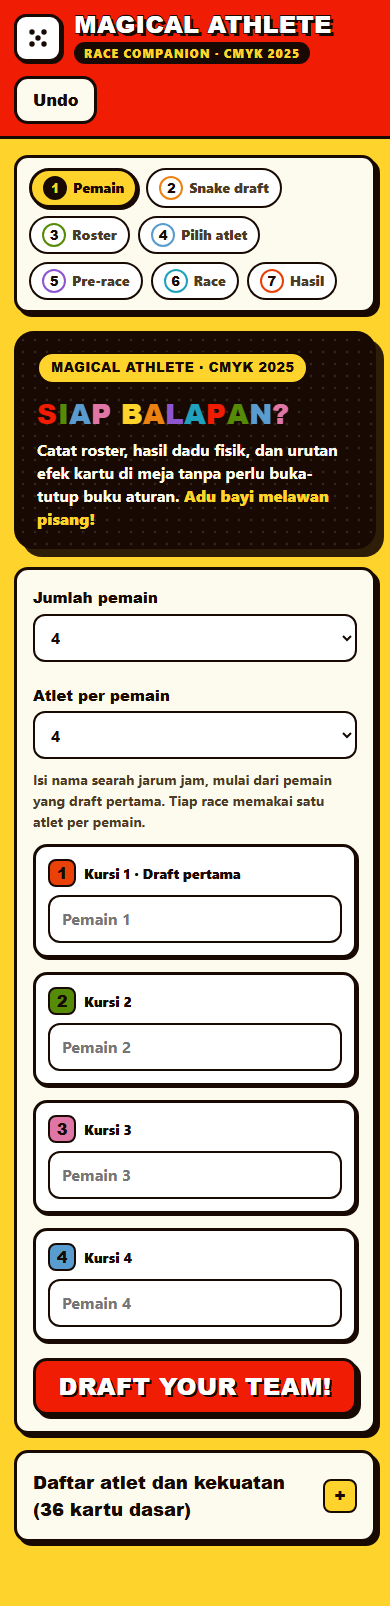 MAGICAL ATHLETE
RACE COMPANION · CMYK 2025
Undo
1 Pemain
2 Snake draft
3 Roster
4 Pilih atlet
5 Pre-race
6 Race
7 Hasil
MAGICAL ATHLETE · CMYK 2025
SIAP BALAPAN?
Catat roster, hasil dadu fisik, dan urutan
efek kartu di meja tanpa perlu buka-
tutup buku aturan. Adu bayi melawan
pisang!
Jumlah pemain
4
Atlet per pemain
4
Isi nama searah jarum jam, mulai dari pemain
yang draft pertama. Tiap race memakai satu
atlet per pemain.
1 Kursi 1 · Draft pertama
Pemain 1
2 Kursi 2
Pemain 2
3 Kursi 3
Pemain 3
4 Kursi 4
Pemain 4
DRAFT YOUR TEAM!
Daftar atlet dan kekuatan
(36 kartu dasar)
+